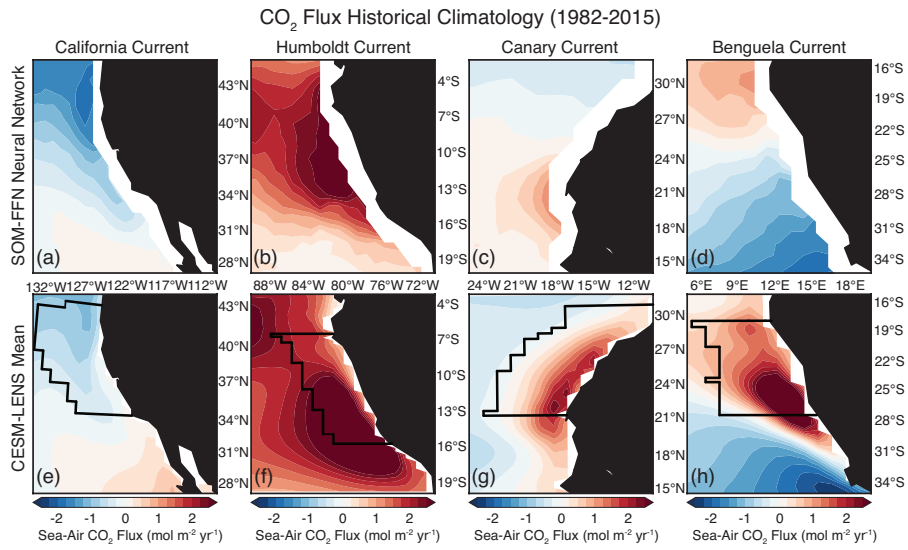 CO₂ Flux Historical Climatology (1982-2015)
California Current
Humboldt Current
Canary Current
Benguela Current
SOM-FFN Neural Network
(a)
43°N
40°N
37°N
34°N
31°N
28°N
(b)
4°S
7°S
10°S
13°S
16°S
19°S
(c)
30°N
27°N
24°N
21°N
18°N
15°N
(d)
16°S
19°S
22°S
25°S
28°S
31°S
34°S
132°W 127°W 122°W 117°W 112°W
88°W 84°W 80°W 76°W 72°W
24°W 21°W 18°W 15°W 12°W
6°E 9°E 12°E 15°E 18°E
CESM-LENS Mean
(e)
43°N
40°N
37°N
34°N
31°N
28°N
(f)
4°S
7°S
10°S
13°S
16°S
19°S
(g)
30°N
27°N
24°N
21°N
18°N
15°N
(h)
16°S
19°S
22°S
25°S
28°S
31°S
34°S
-2 -1 0 1 2
Sea-Air CO₂ Flux (mol m⁻² yr⁻¹)
-2 -1 0 1 2
Sea-Air CO₂ Flux (mol m⁻² yr⁻¹)
-2 -1 0 1 2
Sea-Air CO₂ Flux (mol m⁻² yr⁻¹)
-2 -1 0 1 2
Sea-Air CO₂ Flux (mol m⁻² yr⁻¹)